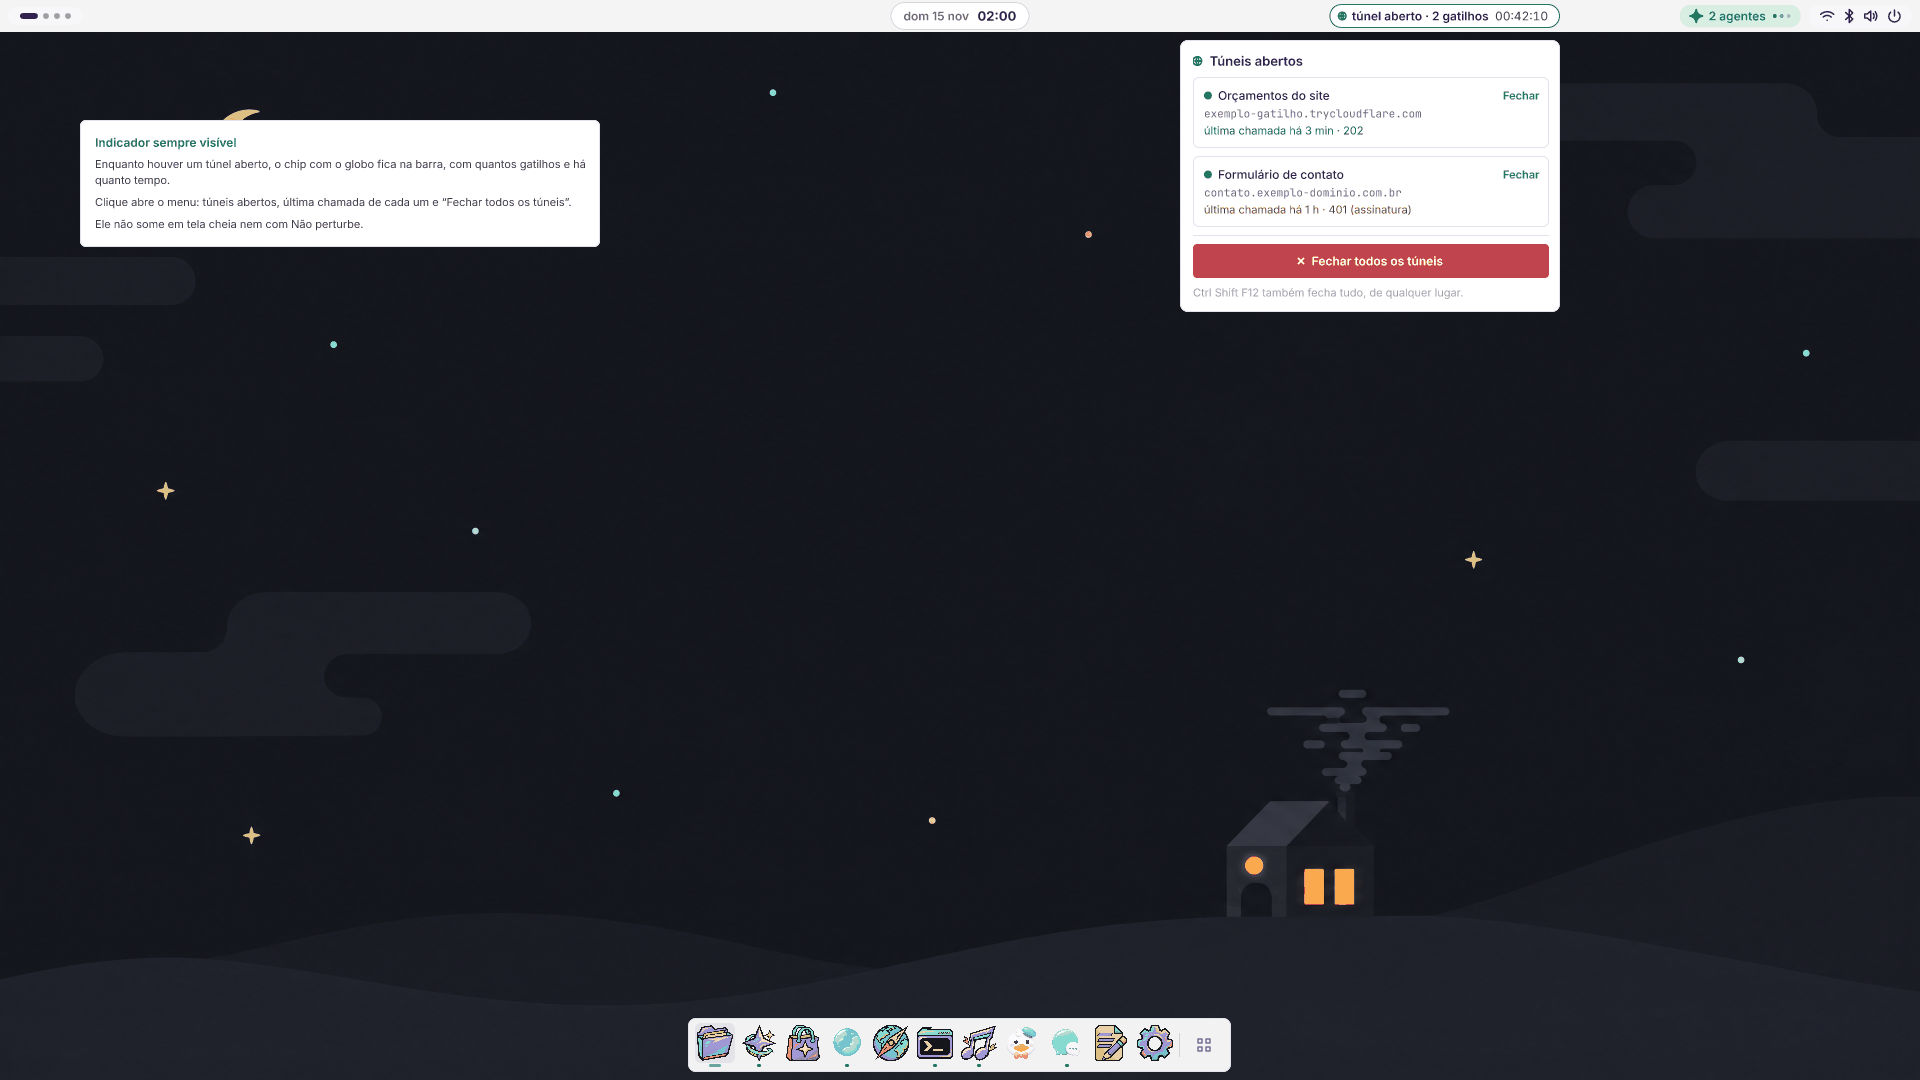 dom 15 nov 02:00
túnel aberto · 2 gatilhos 00:42:10
2 agentes
Túneis abertos
Orçamentos do site Fechar
exemplo-gatilho.trycloudflare.com
última chamada há 3 min · 202
Formulário de contato Fechar
contato.exemplo-dominio.com.br
última chamada há 1 h · 401 (assinatura)
✕ Fechar todos os túneis
Ctrl Shift F12 também fecha tudo, de qualquer lugar.
Indicador sempre visível
Enquanto houver um túnel aberto, o chip com o globo fica na barra, com quantos gatilhos e há
quanto tempo.
Clique abre o menu: túneis abertos, última chamada de cada um e “Fechar todos os túneis”.
Ele não some em tela cheia nem com Não perturbe.